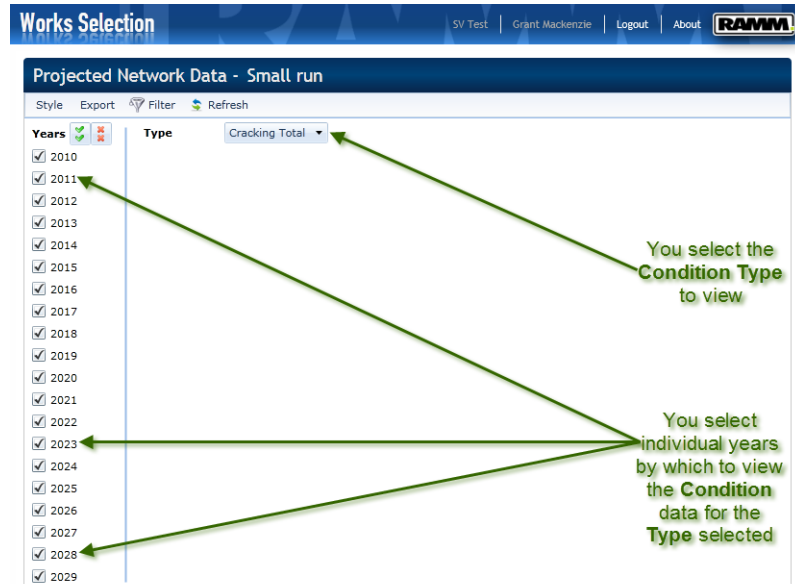 Works Selection
SV Test | Grant Mackenzie | Logout | About RAMM
Projected Network Data - Small run
Style Export Filter Refresh
Years Type Cracking Total
2010
2011
2012
2013
2014
2015
2016
2017
2018
2019
2020
2021
2022
2023
2024
2025
2026
2027
2028
2029
You select the
Condition Type
to view
You select
individual years
by which to view
the Condition
data for the
Type selected